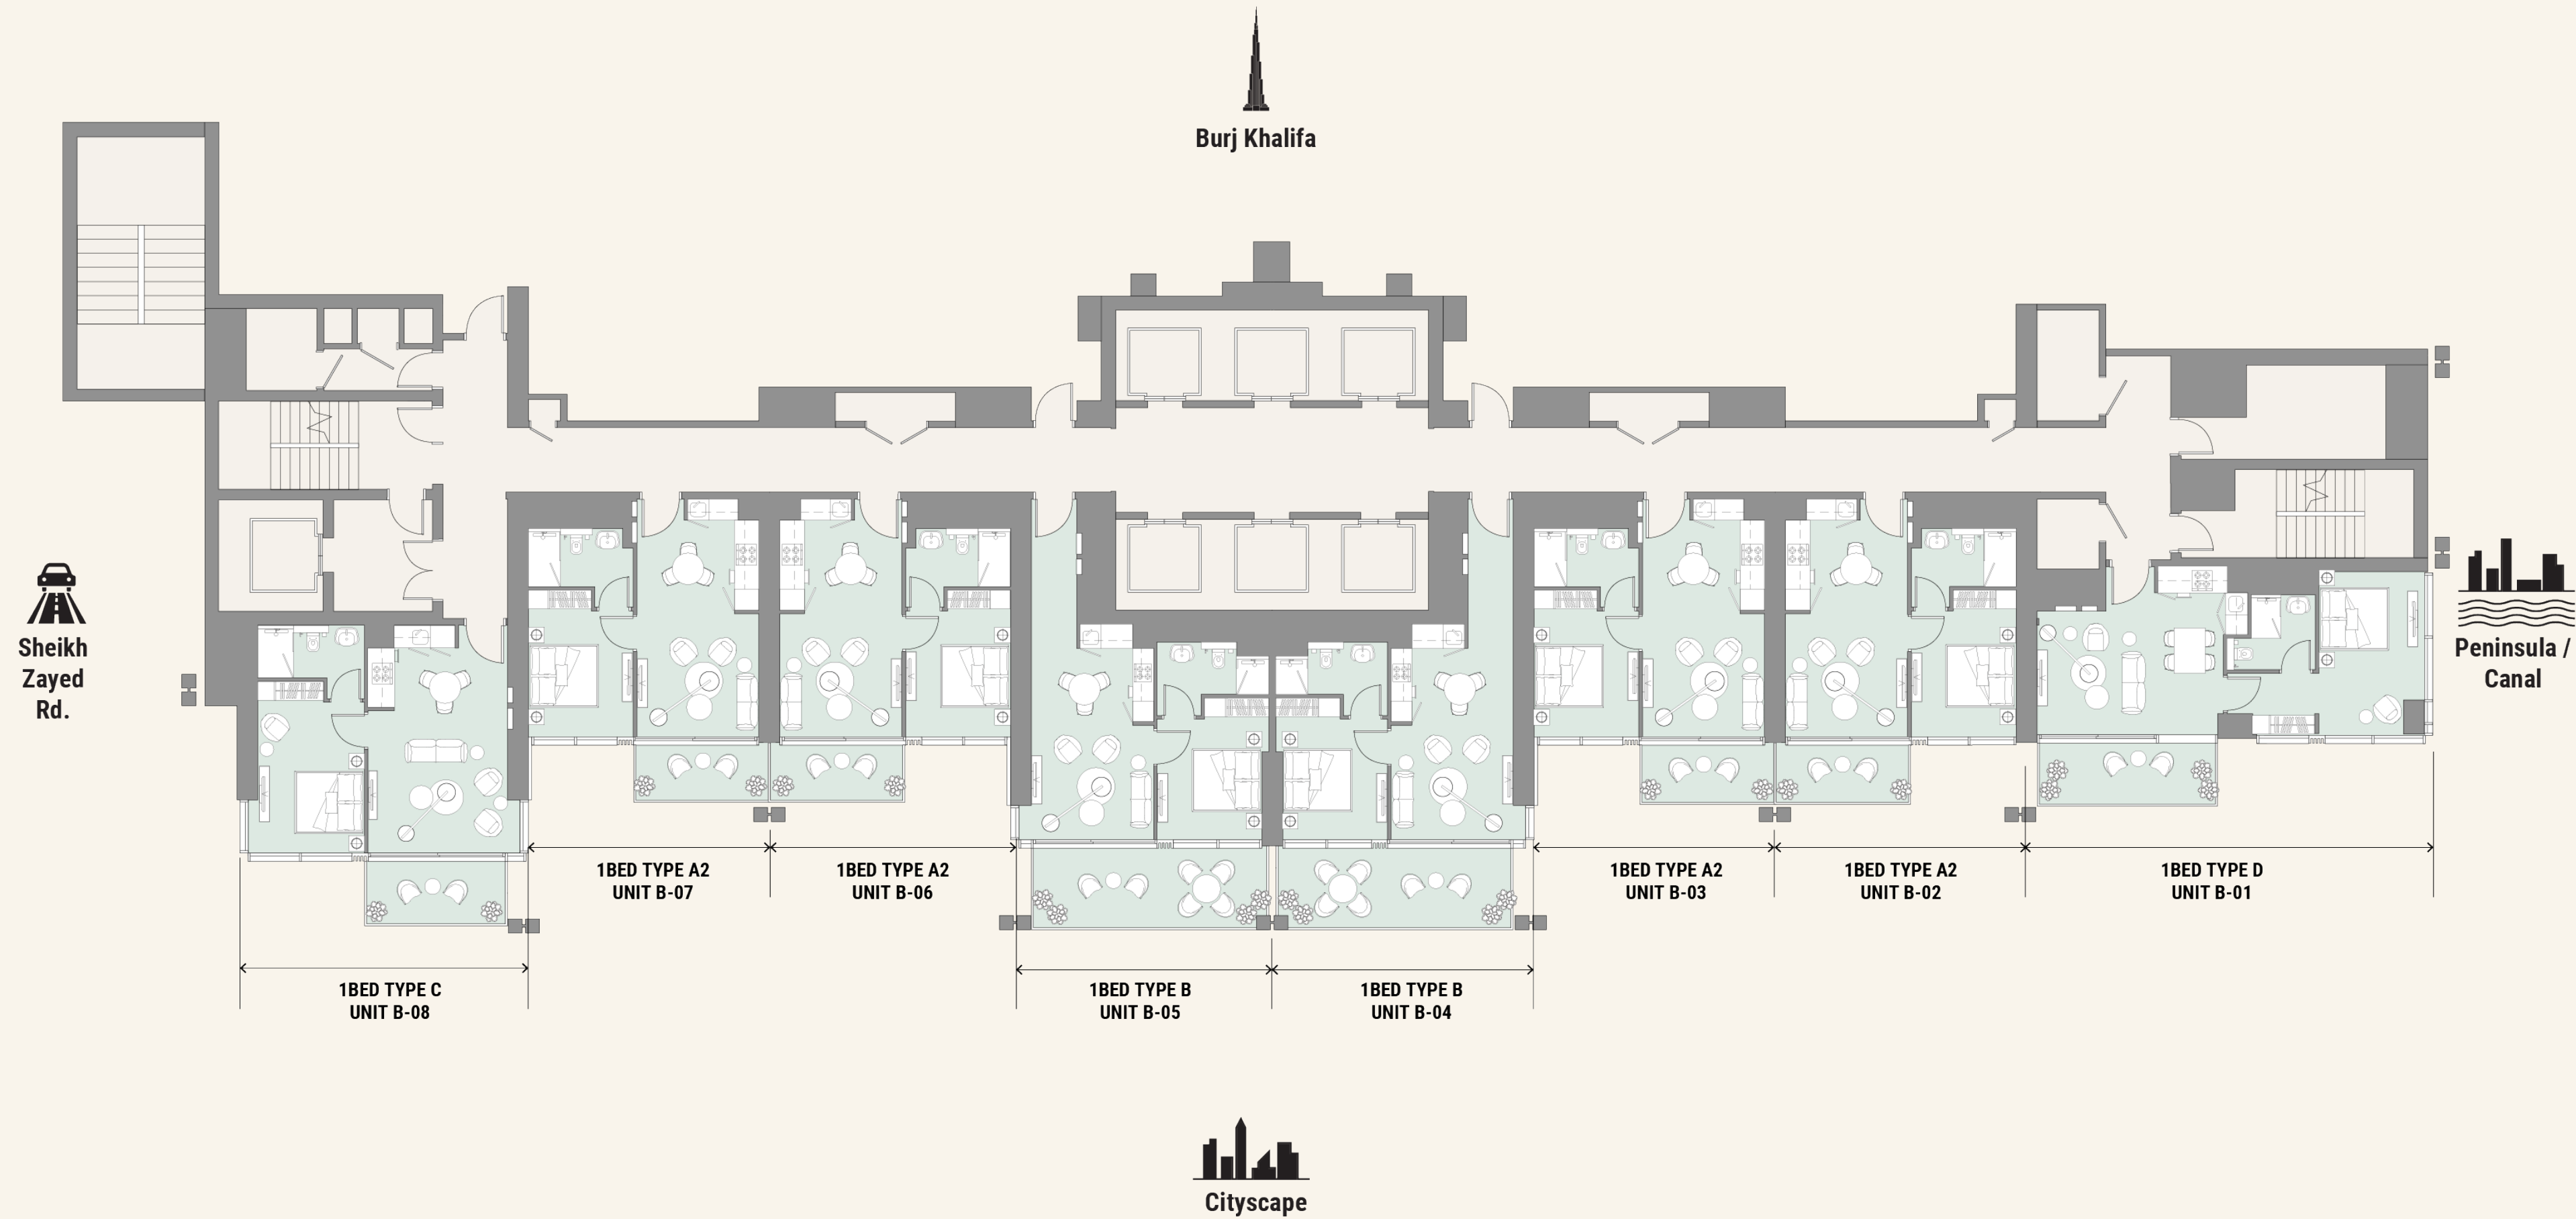 Burj Khalifa
Sheikh
Zayed
Rd.
Peninsula /
Canal
1BED TYPE A2
UNIT B-07
1BED TYPE A2
UNIT B-06
1BED TYPE A2
UNIT B-03
1BED TYPE A2
UNIT B-02
1BED TYPE D
UNIT B-01
1BED TYPE C
UNIT B-08
1BED TYPE B
UNIT B-05
1BED TYPE B
UNIT B-04
Cityscape